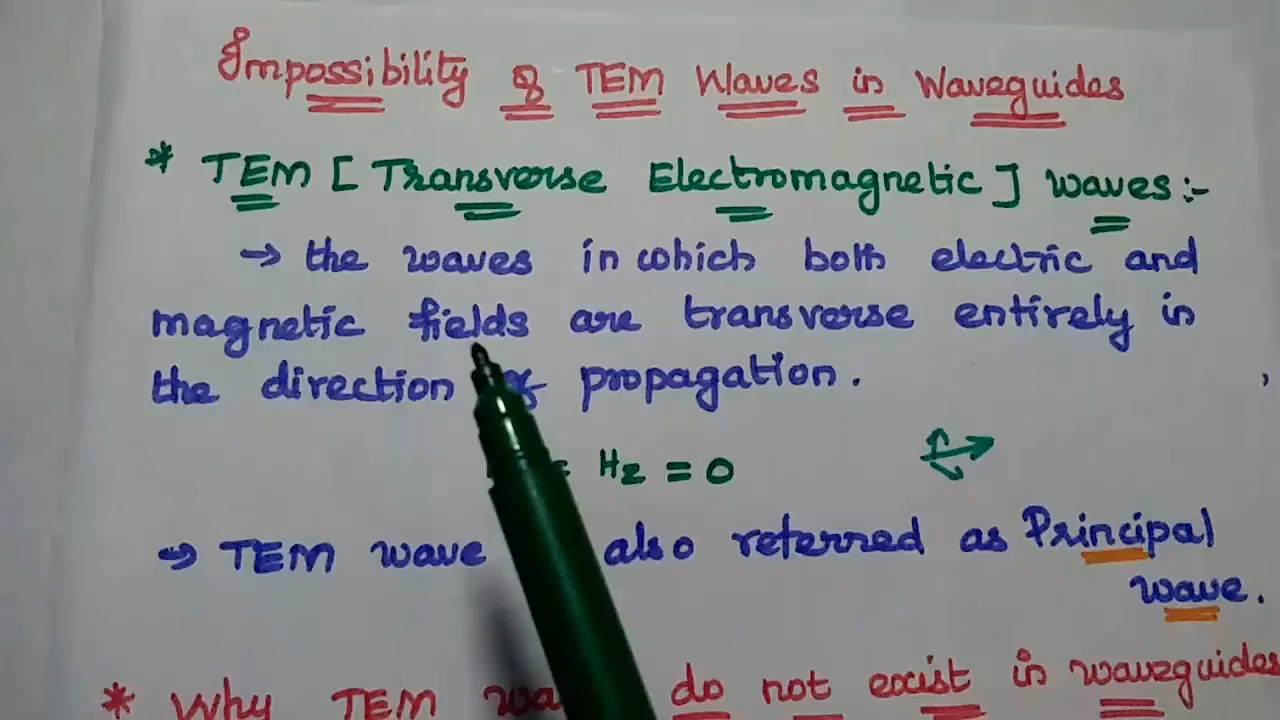 Impossibility of TEM Waves in Waveguides
* TEM [Transverse Electromagnetic] waves:-
→ the waves in which both electric and
magnetic fields are transverse entirely in
the direction of propagation.
= Hz = 0
→ TEM wave also referred as Principal
wave.
* Why TEM do not exist in waveguides